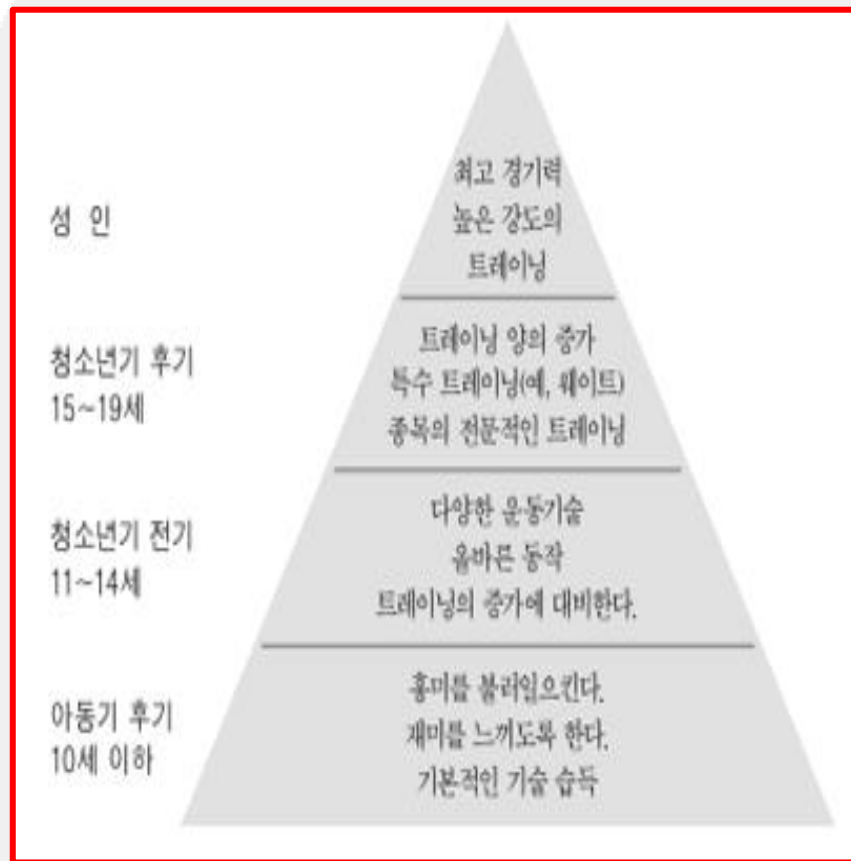 성 인
최고 경기력
높은 강도의
트레이닝
청소년기 후기
15~19세
트레이닝 양의 증가
특수 트레이닝(예, 웨이트)
종목의 전문적인 트레이닝
청소년기 전기
11~14세
다양한 운동기술
올바른 동작
트레이닝의 증가에 대비한다.
아동기 후기
10세 이하
흥미를 불러일으킨다.
재미를 느끼도록 한다.
기본적인 기술 습득